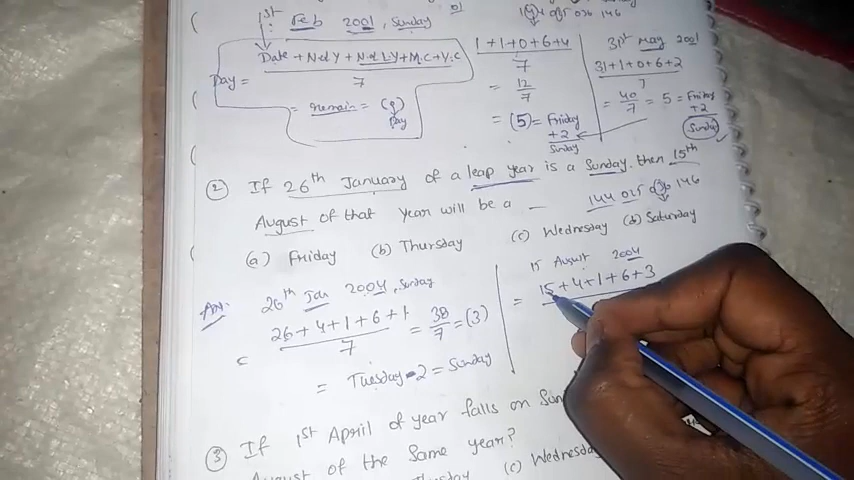 1st Feb 2001, Sunday
Day = Date + N.d Y + N.d L.Y + M.C + Y.C
7
= remain = (g) Day
1+1+0+6+4
7
= 12
7
= (5) = Friday
+2
Sunday
31st May 2001
31+1+0+6+2
7
= 40
7
= 5 = Friday
+2
Sunday
(2) If 26th January of a leap year is a Sunday. then 15th
August of that year will be a _
144 025 036 146
(a) Friday (b) Thursday (c) Wednesday (d) Saturday
An:
26th Jan 2004, Sunday
26+4+1+6+1
7
= 38
7
= (3)
= Tuesday-2 = Sunday
15 August 2004
= 15+4+1+6+3
(3) If 1st April of year falls on Sun
August of the same year?
(c) Wednesday